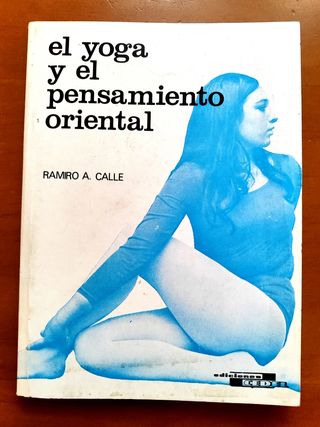 el yoga
y el
pensamiento
oriental
RAMIRO A. CALLE
ediciones